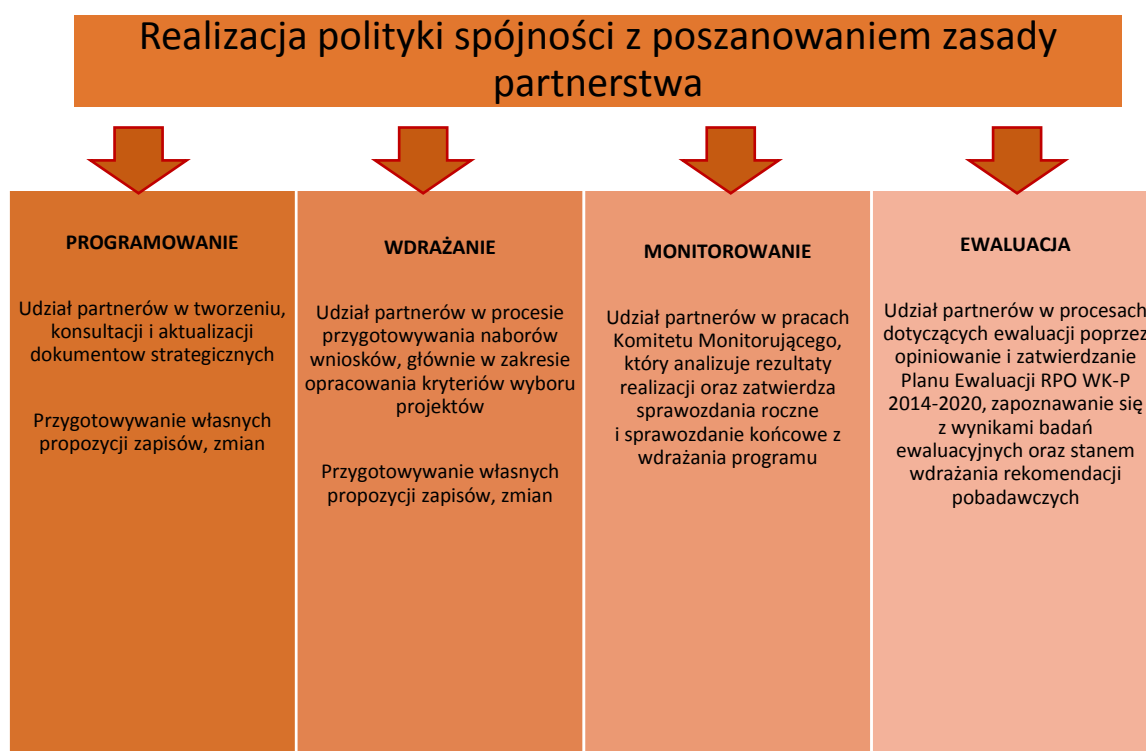 Realizacja polityki spójności z poszanowaniem zasady
partnerstwa
PROGRAMOWANIE
Udział partnerów w tworzeniu,
konsultacji i aktualizacji
dokumentow strategicznych
Przygotowywanie własnych
propozycji zapisów, zmian
WDRAŻANIE
Udział partnerów w procesie
przygotowywania naborów
wniosków, głównie w zakresie
opracowania kryteriów wyboru
projektów
Przygotowywanie własnych
propozycji zapisów, zmian
MONITOROWANIE
Udział partnerów w pracach
Komitetu Monitorującego,
który analizuje rezultaty
realizacji oraz zatwierdza
sprawozdania roczne
i sprawozdanie końcowe z
wdrażania programu
EWALUACJA
Udział partnerów w procesach
dotyczących ewaluacji poprzez
opiniowanie i zatwierdzanie
Planu Ewaluacji RPO WK-P
2014-2020, zapoznawanie się
z wynikami badań
ewaluacyjnych oraz stanem
wdrażania rekomendacji
pobadawczych